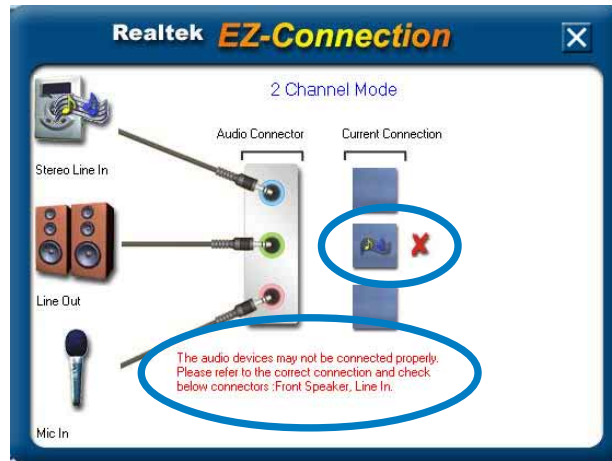 Realtek EZ-Connection
2 Channel Mode
Audio Connector
Current Connection
Stereo Line In
Line Out
The audio devices may not be connected properly.
Please refer to the correct connection and check
below connectors :Front Speaker, Line In.
Mic In